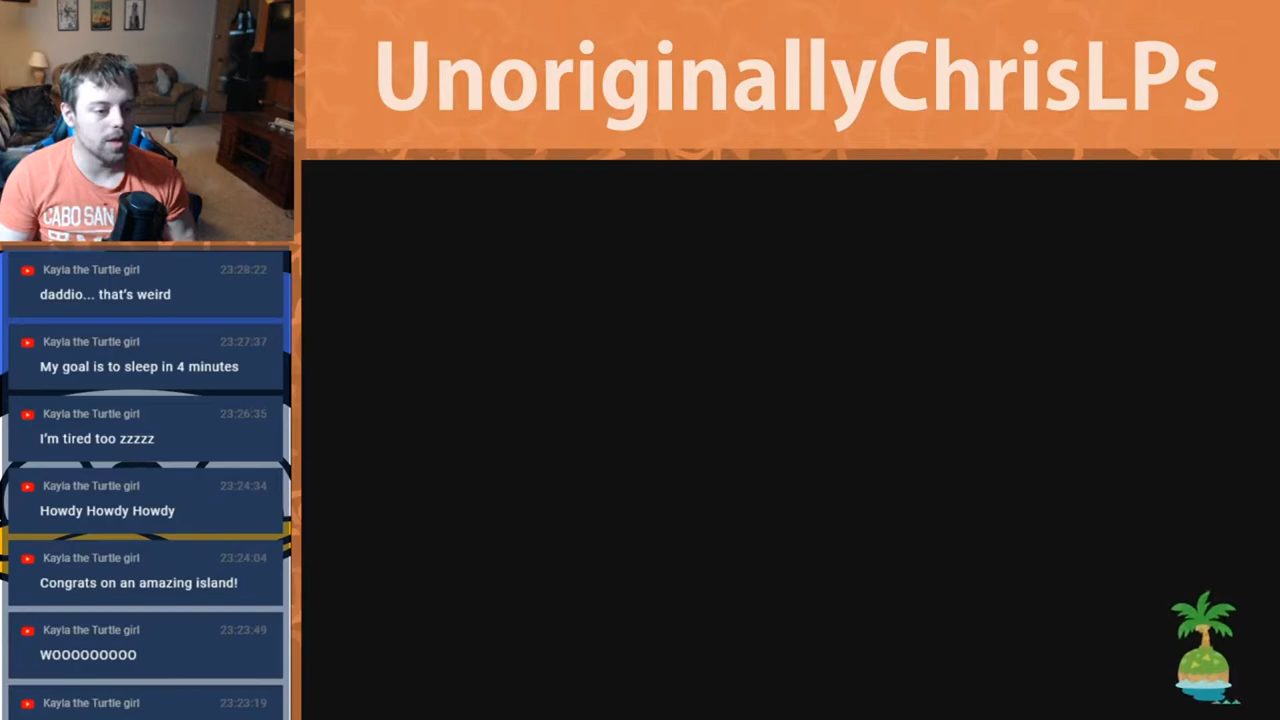 UnoriginallyChrisLPs
CABO SAN
Kayla the Turtle girl 23:28:22
daddio... that's weird
Kayla the Turtle girl 23:27:37
My goal is to sleep in 4 minutes
Kayla the Turtle girl 23:26:35
I'm tired too zzzzz
Kayla the Turtle girl 23:24:34
Howdy Howdy Howdy
Kayla the Turtle girl 23:24:04
Congrats on an amazing island!
Kayla the Turtle girl 23:23:49
WOOOOOOOOO
Kayla the Turtle girl 23:23:19